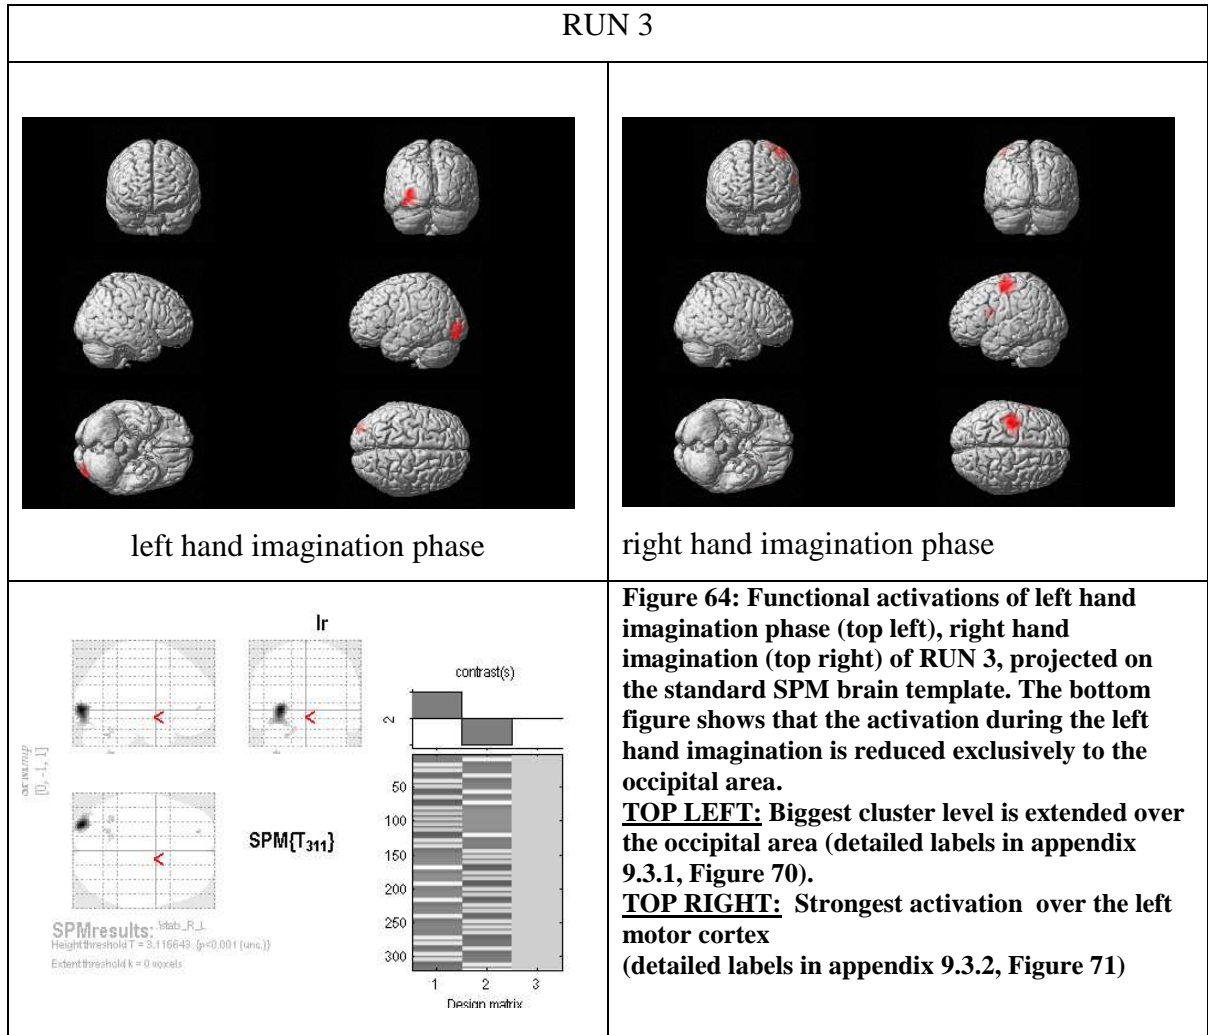 RUN 3
left hand imagination phase
right hand imagination phase
lr
contrast(s)
2
[0, -1, 1]
SPM{T311}
SPMresults: .\stats_R_L
Height threshold T = 3.116643 {p<0.001 (unc.)}
Extent threshold k = 0 voxels
50
100
150
200
250
300
1 2 3
Design matrix
Figure 64: Functional activations of left hand
imagination phase (top left), right hand
imagination (top right) of RUN 3, projected on
the standard SPM brain template. The bottom
figure shows that the activation during the left
hand imagination is reduced exclusively to the
occipital area.
TOP LEFT: Biggest cluster level is extended over
the occipital area (detailed labels in appendix
9.3.1, Figure 70).
TOP RIGHT: Strongest activation over the left
motor cortex
(detailed labels in appendix 9.3.2, Figure 71)